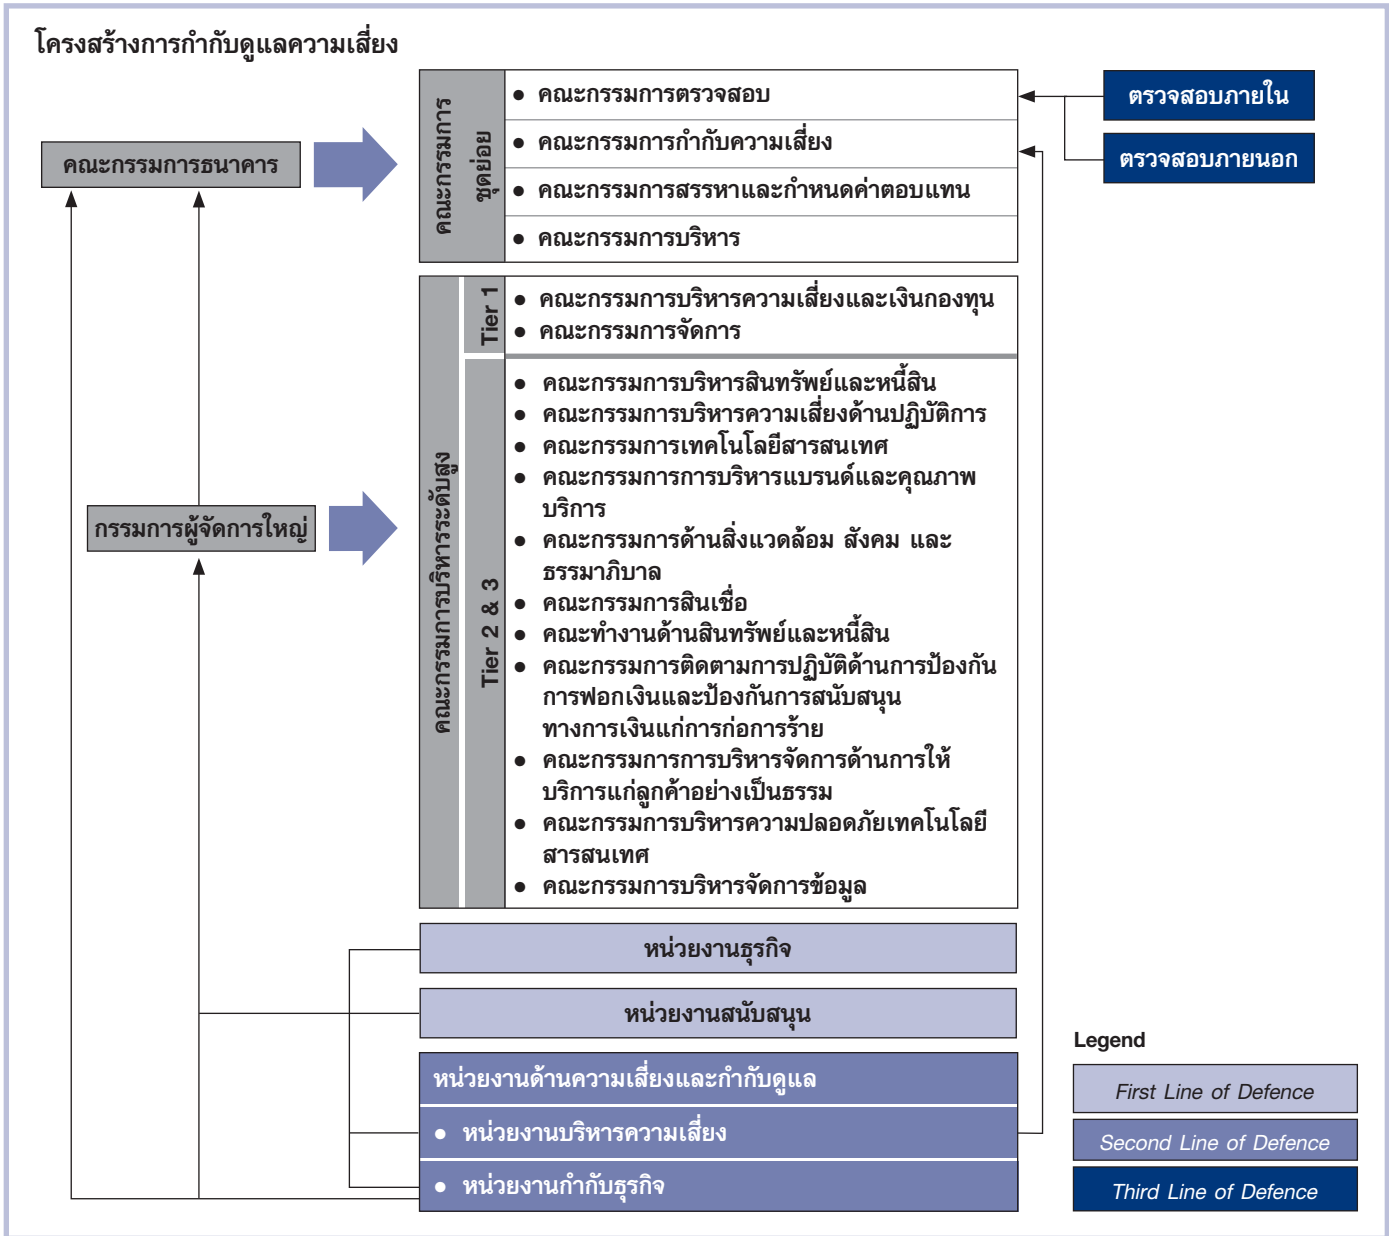 โครงสร้างการกำกับดูแลความเสี่ยง
คณะกรรมการธนาคาร
คณะกรรมการ
ชุดย่อย
● คณะกรรมการตรวจสอบ
● คณะกรรมการกำกับความเสี่ยง
● คณะกรรมการสรรหาและกำหนดค่าตอบแทน
● คณะกรรมการบริหาร
ตรวจสอบภายใน
ตรวจสอบภายนอก
กรรมการผู้จัดการใหญ่
คณะกรรมการบริหารระดับสูง
Tier 1
● คณะกรรมการบริหารความเสี่ยงและเงินกองทุน
● คณะกรรมการจัดการ
Tier 2 & 3
● คณะกรรมการบริหารสินทรัพย์และหนี้สิน
● คณะกรรมการบริหารความเสี่ยงด้านปฏิบัติการ
● คณะกรรมการเทคโนโลยีสารสนเทศ
● คณะกรรมการการบริหารแบรนด์และคุณภาพ
บริการ
● คณะกรรมการด้านสิ่งแวดล้อม สังคม และ
ธรรมาภิบาล
● คณะกรรมการสินเชื่อ
● คณะทำงานด้านสินทรัพย์และหนี้สิน
● คณะกรรมการติดตามการปฏิบัติด้านการป้องกัน
การฟอกเงินและป้องกันการสนับสนุน
ทางการเงินแก่การก่อการร้าย
● คณะกรรมการการบริหารจัดการด้านการให้
บริการแก่ลูกค้าอย่างเป็นธรรม
● คณะกรรมการบริหารความปลอดภัยเทคโนโลยี
สารสนเทศ
● คณะกรรมการบริหารจัดการข้อมูล
หน่วยงานธุรกิจ
หน่วยงานสนับสนุน
หน่วยงานด้านความเสี่ยงและกำกับดูแล
● หน่วยงานบริหารความเสี่ยง
● หน่วยงานกำกับธุรกิจ
Legend
First Line of Defence
Second Line of Defence
Third Line of Defence